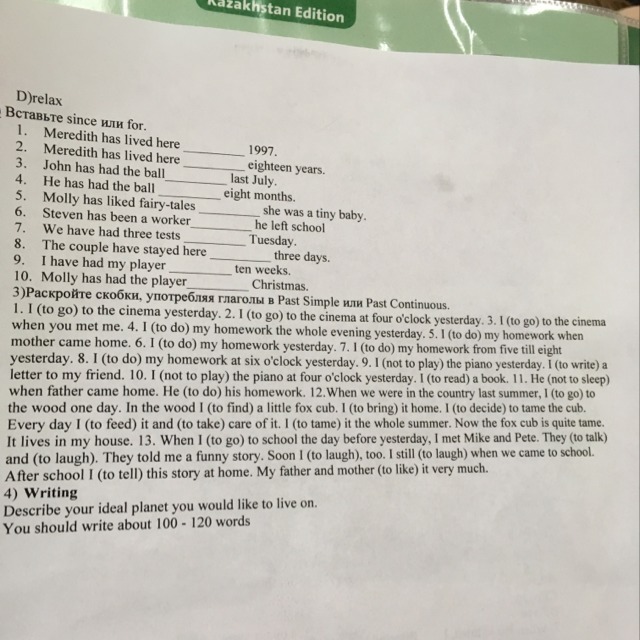 Kazakhstan Edition
D)relax
Вставьте since или for.
1. Meredith has lived here ________ 1997.
2. Meredith has lived here ________ eighteen years.
3. John has had the ball ________ last July.
4. He has had the ball ________ eight months.
5. Molly has liked fairy-tales ________ she was a tiny baby.
6. Steven has been a worker ________ he left school
7. We have had three tests ________ Tuesday.
8. The couple have stayed here ________ three days.
9. I have had my player ________ ten weeks.
10. Molly has had the player ________ Christmas.
3)Раскройте скобки, употребляя глаголы в Past Simple или Past Continuous.
1. I (to go) to the cinema yesterday. 2. I (to go) to the cinema at four o'clock yesterday. 3. I (to go) to the cinema
when you met me. 4. I (to do) my homework the whole evening yesterday. 5. I (to do) my homework when
mother came home. 6. I (to do) my homework yesterday. 7. I (to do) my homework from five till eight
yesterday. 8. I (to do) my homework at six o'clock yesterday. 9. I (not to play) the piano yesterday. I (to write) a
letter to my friend. 10. I (not to play) the piano at four o'clock yesterday. I (to read) a book. 11. He (not to sleep)
when father came home. He (to do) his homework. 12.When we were in the country last summer, I (to go) to
the wood one day. In the wood I (to find) a little fox cub. I (to bring) it home. I (to decide) to tame the cub.
Every day I (to feed) it and (to take) care of it. I (to tame) it the whole summer. Now the fox cub is quite tame.
It lives in my house. 13. When I (to go) to school the day before yesterday, I met Mike and Pete. They (to talk)
and (to laugh). They told me a funny story. Soon I (to laugh), too. I still (to laugh) when we came to school.
After school I (to tell) this story at home. My father and mother (to like) it very much.
4) Writing
Describe your ideal planet you would like to live on.
You should write about 100 - 120 words